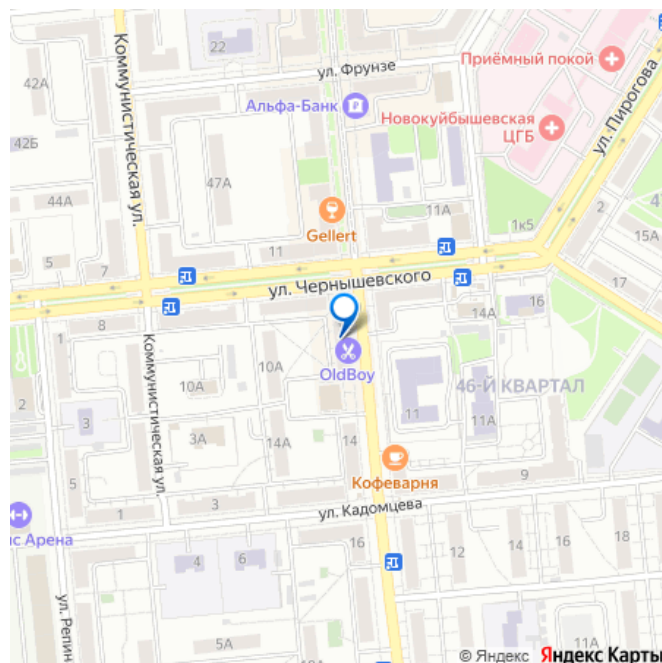 22
ул. Фрунзе
Приёмный покой
42А
Альфа-Банк
Новокуйбышевская
ЦГБ
ул. Пирогова
Коммунистическая ул.
42Б
47А
44А
11А
2
Gellert
1к5
15А
5
7
11
17
ул. Чернышевского
16
14А
8
1
Коммунистическая ул.
10А
10А
OldBoy
46-Й КВАРТАЛ
2
3
3А
14А
14
11
11А
5
Кофеварня
9
1
3
ул. Кадомцева
с Арена
16
12
14
16
18
4
6
ул. Репин
5А
11А
© Яндекс Яндекс Карты